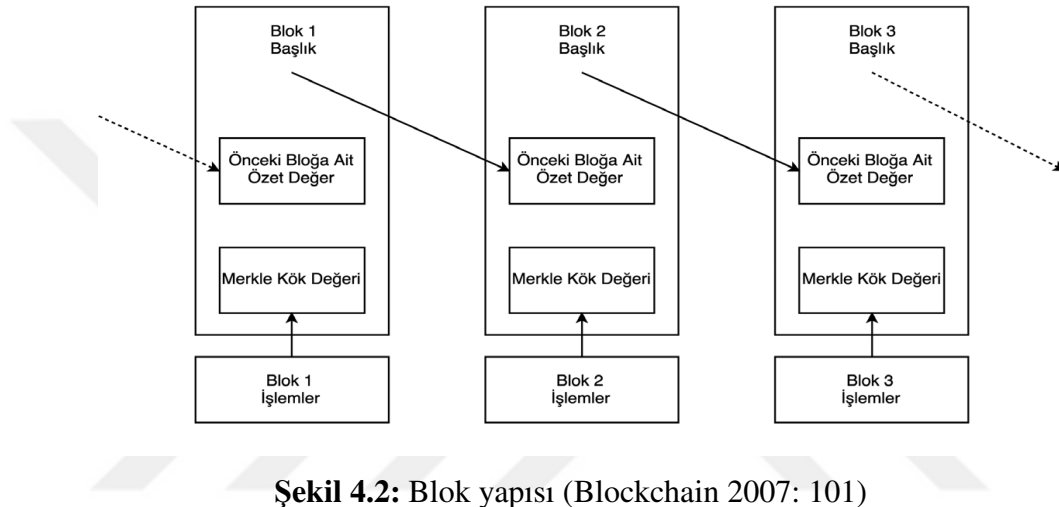 Blok 1
Başlık
Önceki Bloğa Ait
Özet Değer
Merkle Kök Değeri
Blok 1
İşlemler
Blok 2
Başlık
Önceki Bloğa Ait
Özet Değer
Merkle Kök Değeri
Blok 2
İşlemler
Blok 3
Başlık
Önceki Bloğa Ait
Özet Değer
Merkle Kök Değeri
Blok 3
İşlemler
Şekil 4.2: Blok yapısı (Blockchain 2007: 101)